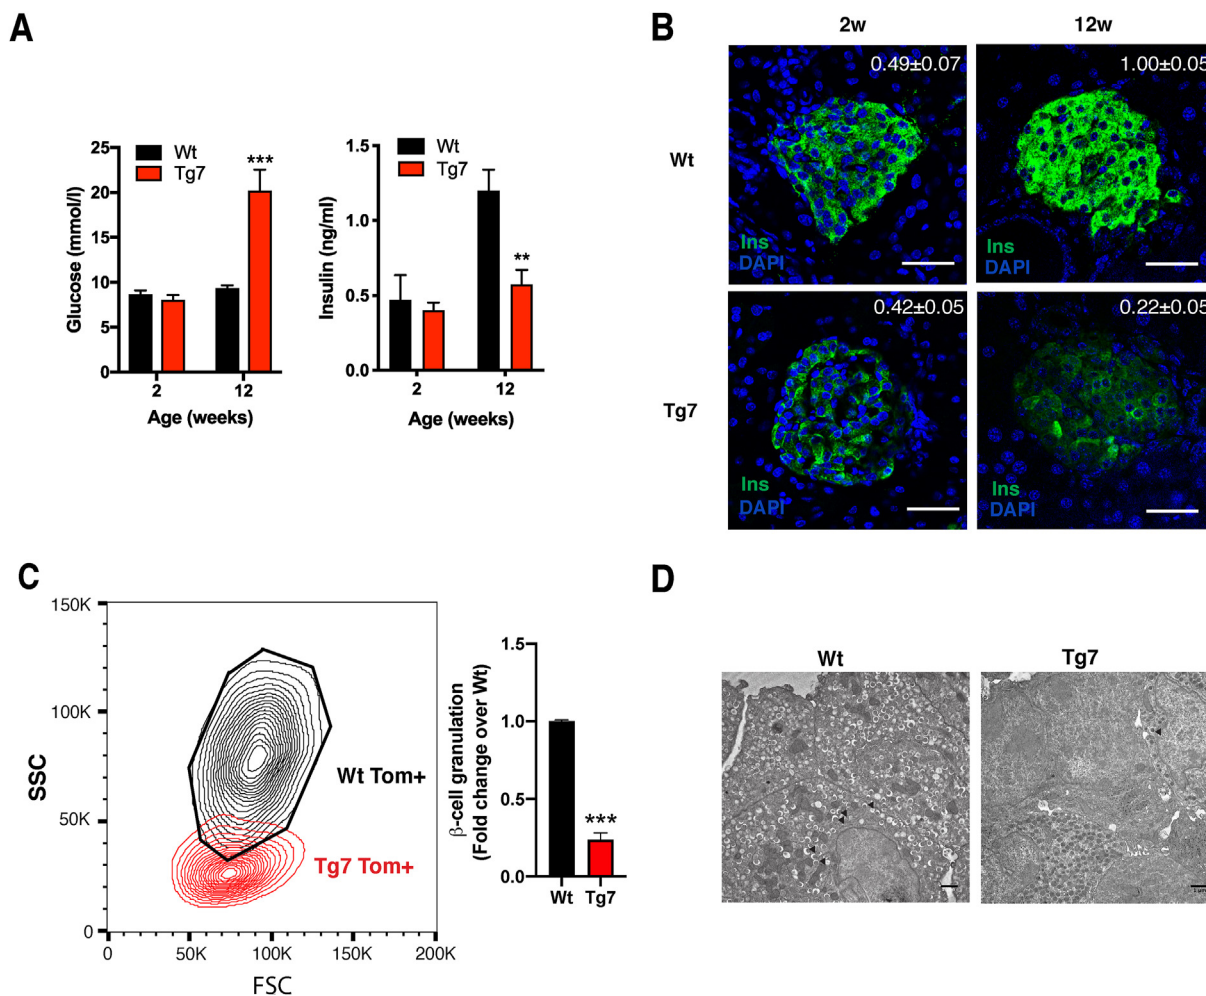 A
Wt
Tg7
***
Glucose (mmol/l)
25
20
15
10
5
0
2
12
Age (weeks)
Wt
Tg7
**
Insulin (ng/ml)
1.5
1.0
0.5
0.0
2
12
Age (weeks)
B
2w
12w
Wt
0.49±0.07
Ins
DAPI
1.00±0.05
Ins
DAPI
Tg7
0.42±0.05
Ins
DAPI
0.22±0.05
Ins
DAPI
C
SSC
150K
100K
50K
0
Wt Tom+
Tg7 Tom+
0
50K
100K
150K
200K
FSC
β-cell granulation
(Fold change over Wt)
1.5
1.0
0.5
0.0
***
Wt
Tg7
D
Wt
Tg7